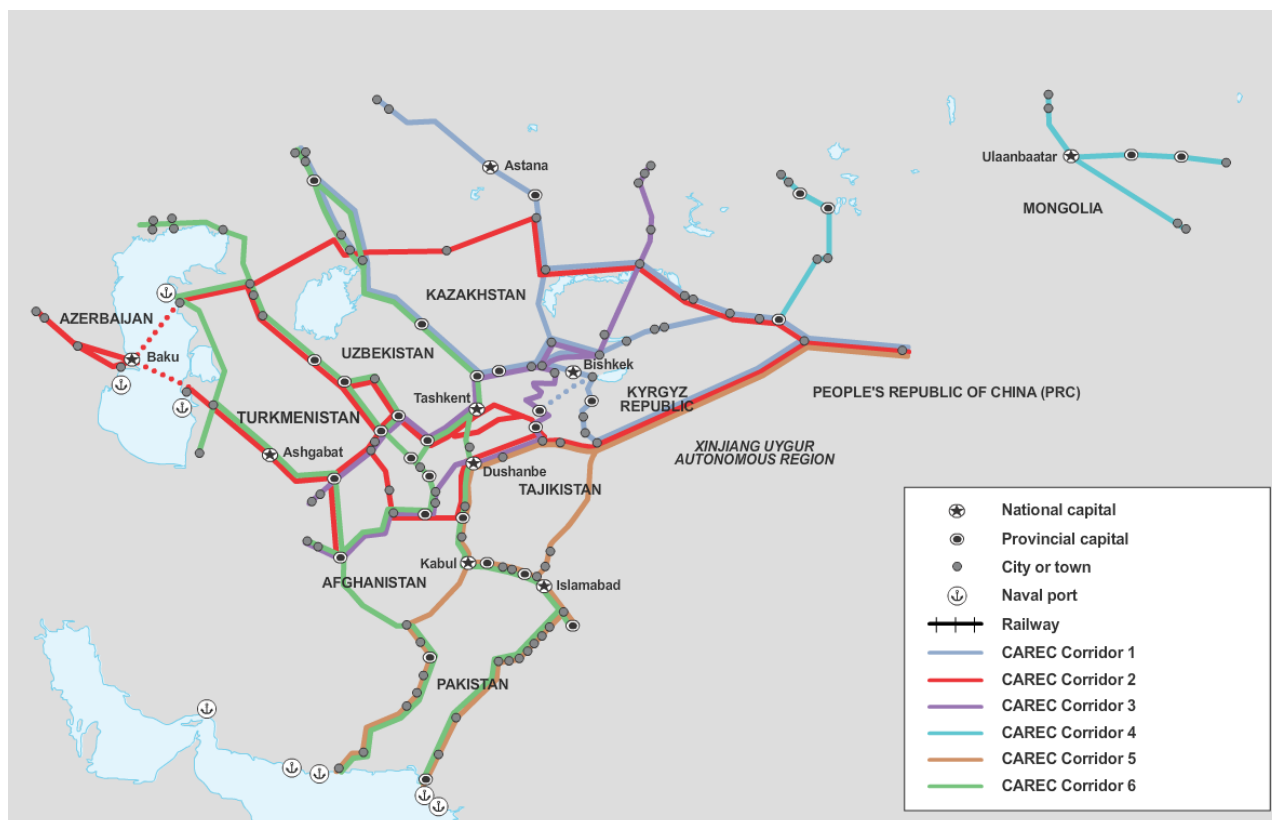 Astana
Ulaanbaatar
MONGOLIA
KAZAKHSTAN
AZERBAIJAN
Baku
UZBEKISTAN
Bishkek
KYRGYZ
REPUBLIC
PEOPLE'S REPUBLIC OF CHINA (PRC)
Tashkent
TURKMENISTAN
XINJIANG UYGUR
AUTONOMOUS REGION
Ashgabat
Dushanbe
TAJIKISTAN
Kabul
AFGHANISTAN
Islamabad
PAKISTAN
National capital
Provincial capital
City or town
Naval port
Railway
CAREC Corridor 1
CAREC Corridor 2
CAREC Corridor 3
CAREC Corridor 4
CAREC Corridor 5
CAREC Corridor 6